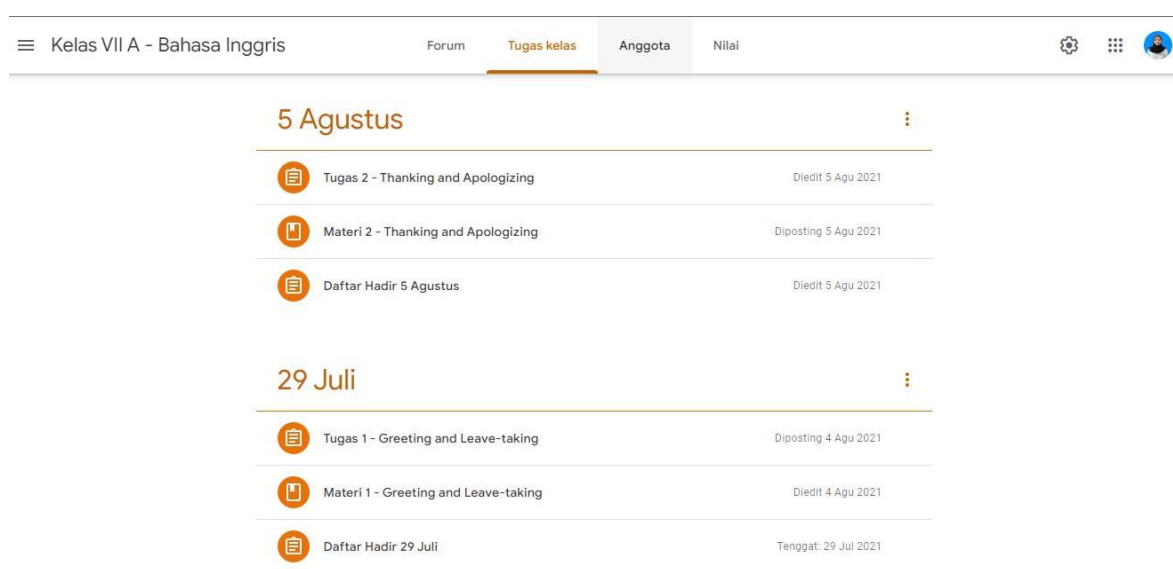 Kelas VII A - Bahasa Inggris Forum Tugas kelas Anggota Nilai
5 Agustus
Tugas 2 - Thanking and Apologizing Diedit 5 Agu 2021
Materi 2 - Thanking and Apologizing Diposting 5 Agu 2021
Daftar Hadir 5 Agustus Diedit 5 Agu 2021
29 Juli
Tugas 1 - Greeting and Leave-taking Diposting 4 Agu 2021
Materi 1 - Greeting and Leave-taking Diedit 4 Agu 2021
Daftar Hadir 29 Juli Tenggat: 29 Jul 2021